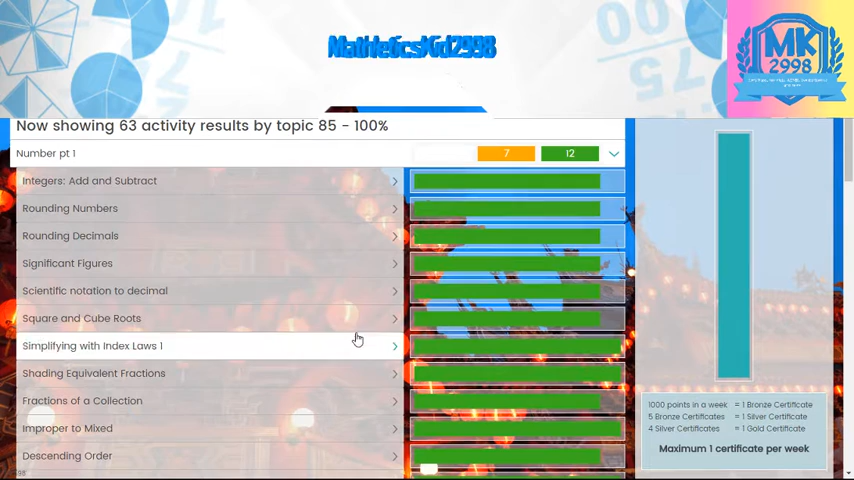 MathleticsKid2998
MK
2998
Now showing 63 activity results by topic 85 - 100%
Number pt 1
7
12
Integers: Add and Subtract
Rounding Numbers
Rounding Decimals
Significant Figures
Scientific notation to decimal
Square and Cube Roots
Simplifying with Index Laws 1
Shading Equivalent Fractions
Fractions of a Collection
Improper to Mixed
Descending Order
1000 points in a week = 1 Bronze Certificate
5 Bronze Certificates = 1 Silver Certificate
4 Silver Certificates = 1 Gold Certificate
Maximum 1 certificate per week